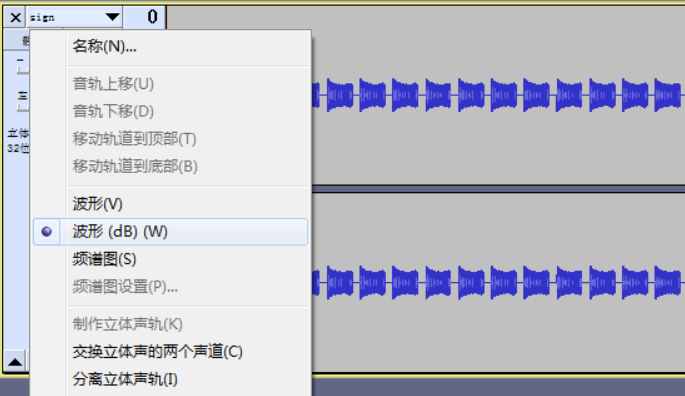 sign
0
名称(N)...
音轨上移(U)
音轨下移(D)
移动轨道到顶部(T)
移动轨道到底部(B)
立体
32位
波形(V)
波形 (dB) (W)
频谱图(S)
频谱图设置(P)...
制作立体声轨(K)
交换立体声的两个声道(C)
分离立体声轨(I)